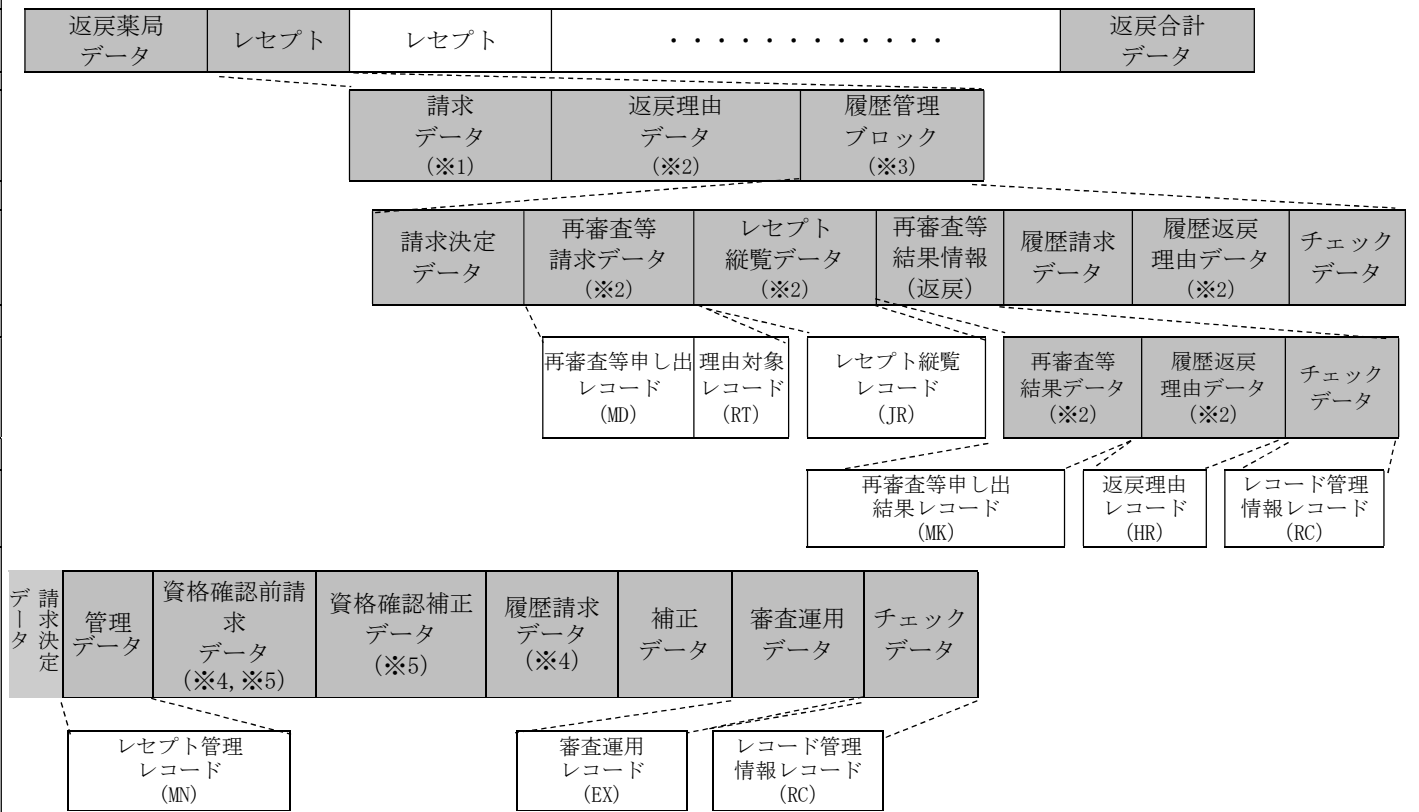 返戻薬局
データ
レセプト
レセプト
・・・・・・・・・・・・
返戻合計
データ
請求
データ
(※1)
返戻理由
データ
(※2)
履歴管理
ブロック
(※3)
請求決定
データ
再審査等
請求データ
(※2)
レセプト
縦覧データ
(※2)
再審査等
結果情報
(返戻)
履歴請求
データ
履歴返戻
理由データ
(※2)
チェック
データ
再審査等申し出
レコード
(MD)
理由対象
レコード
(RT)
レセプト縦覧
レコード
(JR)
再審査等
結果データ
(※2)
履歴返戻
理由データ
(※2)
チェック
データ
再審査等申し出
結果レコード
(MK)
返戻理由
レコード
(HR)
レコード管理
情報レコード
(RC)
請求決定
データ
管理
データ
資格確認前請
求
データ
(※4,※5)
資格確認補正
データ
(※5)
履歴請求
データ
(※4)
補正
データ
審査運用
データ
チェック
データ
レセプト管理
レコード
(MN)
審査運用
レコード
(EX)
レコード管理
情報レコード
(RC)